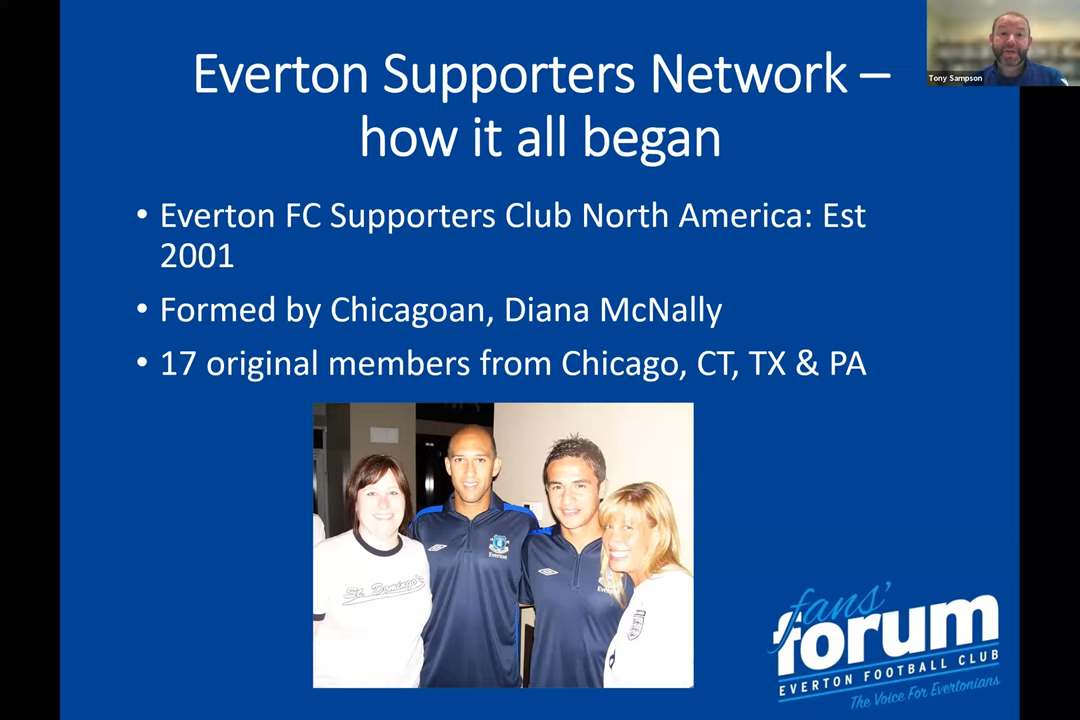 Everton Supporters Network –
how it all began
Tony Sampson
• Everton FC Supporters Club North America: Est
2001
• Formed by Chicagoan, Diana McNally
• 17 original members from Chicago, CT, TX & PA
St. Domingo's
Everton
fans'
forum
EVERTON FOOTBALL CLUB
The Voice For Evertonians